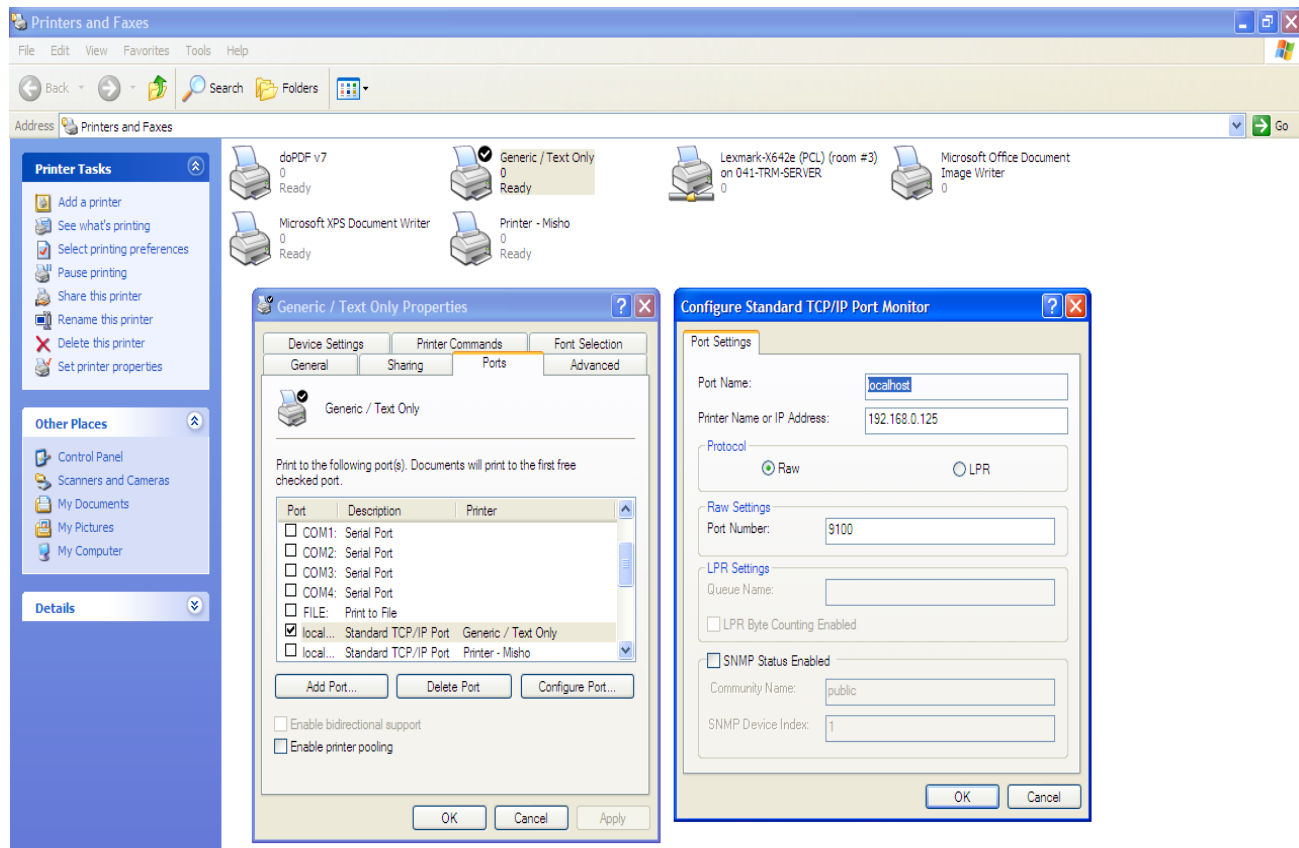 Printers and Faxes
File Edit View Favorites Tools Help
Back Search Folders
Address Printers and Faxes Go
Printer Tasks
Add a printer
See what's printing
Select printing preferences
Pause printing
Share this printer
Rename this printer
Delete this printer
Set printer properties
Other Places
Control Panel
Scanners and Cameras
My Documents
My Pictures
My Computer
Details
doPDF v7
0
Ready
Generic / Text Only
0
Ready
Lexmark-X642e (PCL) (room #3)
on 041-TRM-SERVER
0
Microsoft Office Document
Image Writer
0
Microsoft XPS Document Writer
0
Ready
Printer - Misho
0
Ready
Generic / Text Only Properties
Device Settings Printer Commands Font Selection
General Sharing Ports Advanced
Generic / Text Only
Print to the following port(s). Documents will print to the first free
checked port.
Port Description Printer
COM1: Serial Port
COM2: Serial Port
COM3: Serial Port
COM4: Serial Port
FILE: Print to File
local... Standard TCP/IP Port Generic / Text Only
local... Standard TCP/IP Port Printer - Misho
Add Port... Delete Port Configure Port...
Enable bidirectional support
Enable printer pooling
OK Cancel Apply
Configure Standard TCP/IP Port Monitor
Port Settings
Port Name: localhost
Printer Name or IP Address: 192.168.0.125
Protocol
Raw LPR
Raw Settings
Port Number: 9100
LPR Settings
Queue Name:
LPR Byte Counting Enabled
SNMP Status Enabled
Community Name: public
SNMP Device Index: 1
OK Cancel